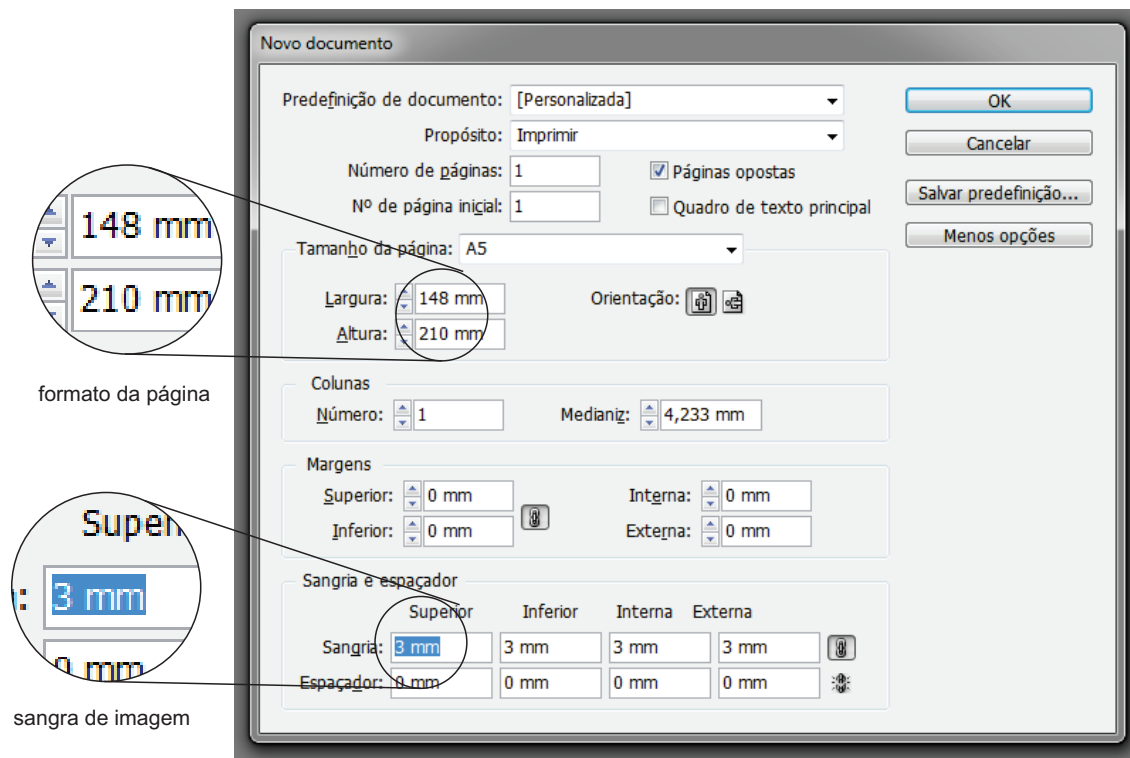 Novo documento
Predefinição de documento: [Personalizada]
OK
Propósito: Imprimir
Cancelar
Número de páginas: 1
Páginas opostas
Salvar predefinição...
Nº de página inicial: 1
Quadro de texto principal
Menos opções
Tamanho da página: A5
Largura: 148 mm
Orientação:
Altura: 210 mm
148 mm
210 mm
formato da página
Colunas
Número: 1
Medianiz: 4,233 mm
Margens
Superior: 0 mm
Interna: 0 mm
Inferior: 0 mm
Externa: 0 mm
Sangria e espaçador
Superior Inferior Interna Externa
Sangria: 3 mm 3 mm 3 mm 3 mm
Espaçador: 0 mm 0 mm 0 mm 0 mm
Super
: 3 mm
0 mm
sangra de imagem